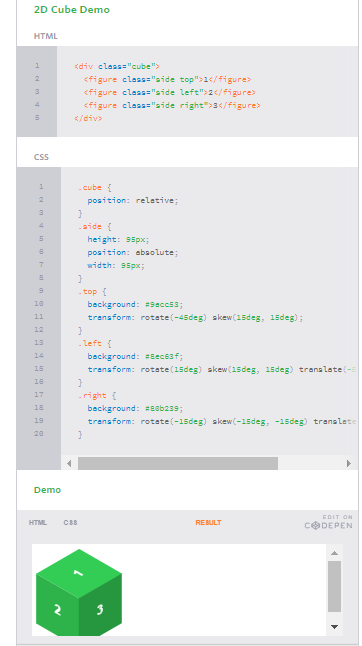 2D Cube Demo
HTML
1 <div class="cube">
2 <figure class="side top">1</figure>
3 <figure class="side left">2</figure>
4 <figure class="side right">3</figure>
5 </div>
CSS
1 .cube {
2 position: relative;
3 }
4 .side {
5 height: 95px;
6 position: absolute;
7 width: 95px;
8 }
9 .top {
10 background: #9acc53;
11 transform: rotate(-45deg) skew(15deg, 15deg);
12 }
13 .left {
14 background: #8ec63f;
15 transform: rotate(15deg) skew(15deg, 15deg) translate(
16 }
17 .right {
18 background: #80b239;
19 transform: rotate(-15deg) skew(-15deg, -15deg) translate
20 }
Demo
HTML CSS RESULT EDIT ON CODEPEN
1
2 3